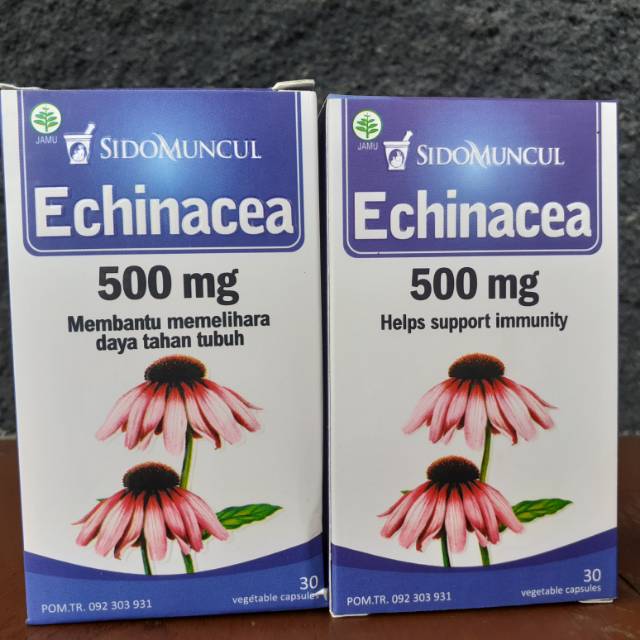 JAMU
SIDOMUNCUL
Echinacea
500 mg
Membantu memelihara
daya tahan tubuh
POM.TR. 092 303 931
30
vegetable capsules
JAMU
SIDOMUNCUL
Echinacea
500 mg
Helps support immunity
POM.TR. 092 303 931
30
vegetable capsules